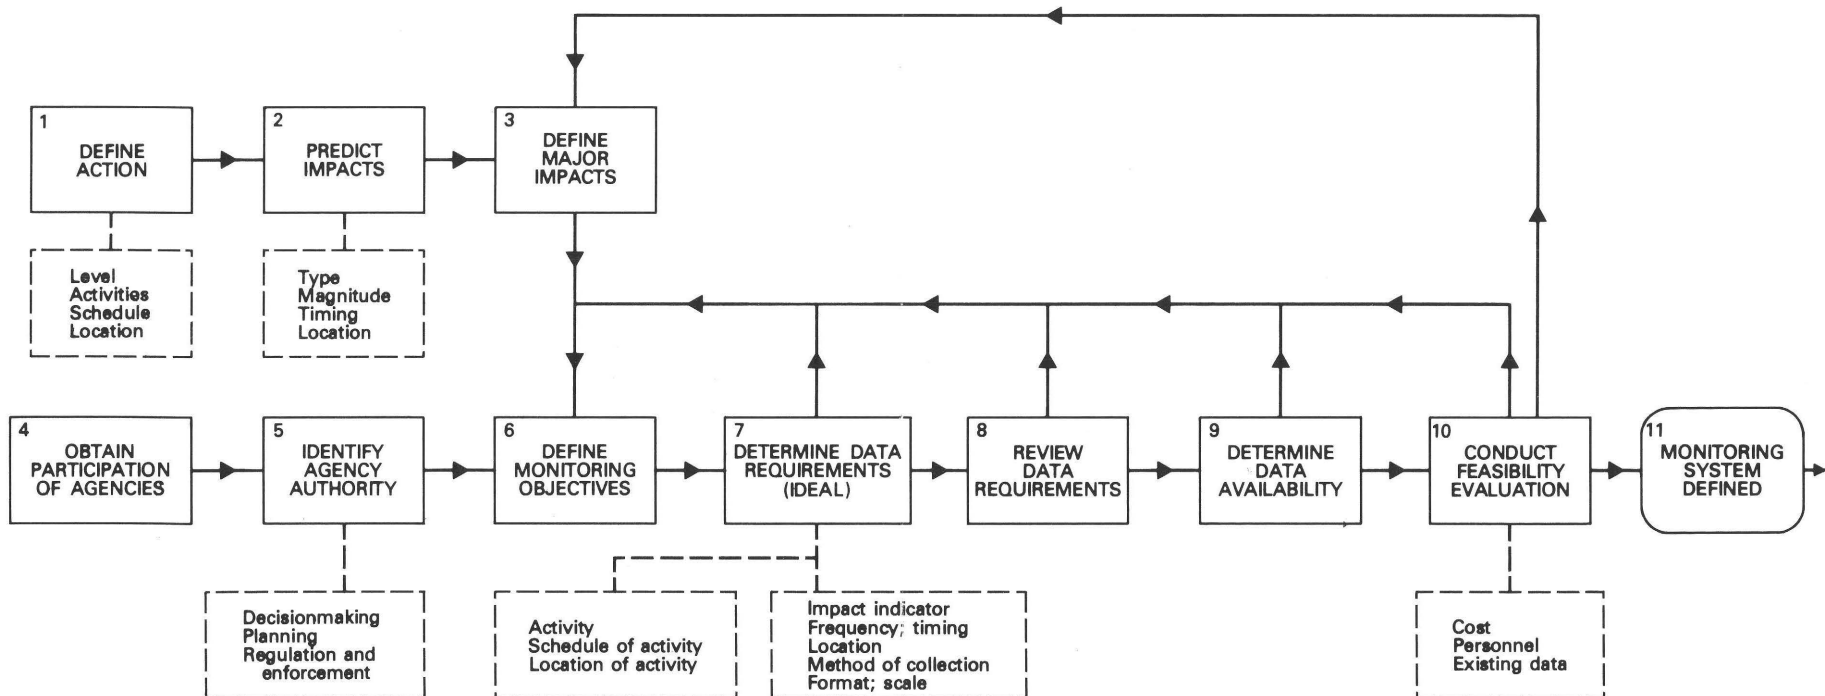 1
DEFINE
ACTION
2
PREDICT
IMPACTS
3
DEFINE
MAJOR
IMPACTS
Level
Activities
Schedule
Location
Type
Magnitude
Timing
Location
4
OBTAIN
PARTICIPATION
OF AGENCIES
5
IDENTIFY
AGENCY
AUTHORITY
6
DEFINE
MONITORING
OBJECTIVES
7
DETERMINE DATA
REQUIREMENTS
(IDEAL)
8
REVIEW
DATA
REQUIREMENTS
9
DETERMINE
DATA
AVAILABILITY
10
CONDUCT
FEASIBILITY
EVALUATION
11
MONITORING
SYSTEM
DEFINED
Decisionmaking
Planning
Regulation and
enforcement
Activity
Schedule of activity
Location of activity
Impact indicator
Frequency; timing
Location
Method of collection
Format; scale
Cost
Personnel
Existing data